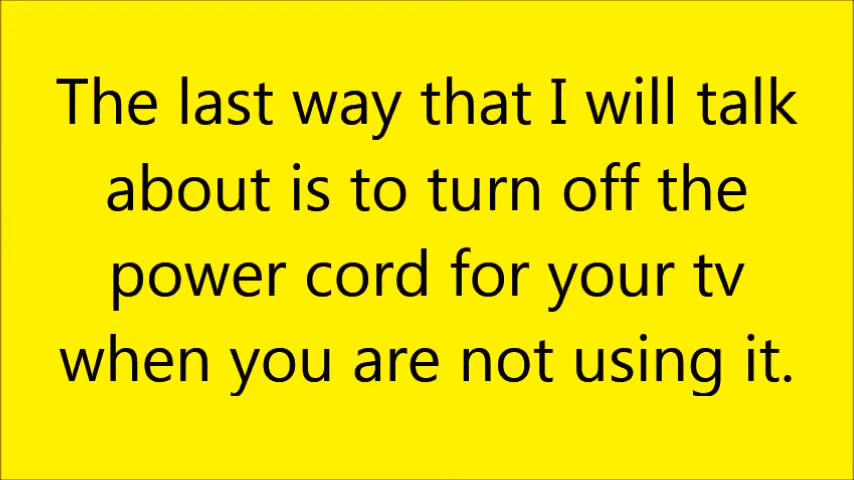 The last way that I will talk
about is to turn off the
power cord for your tv
when you are not using it.